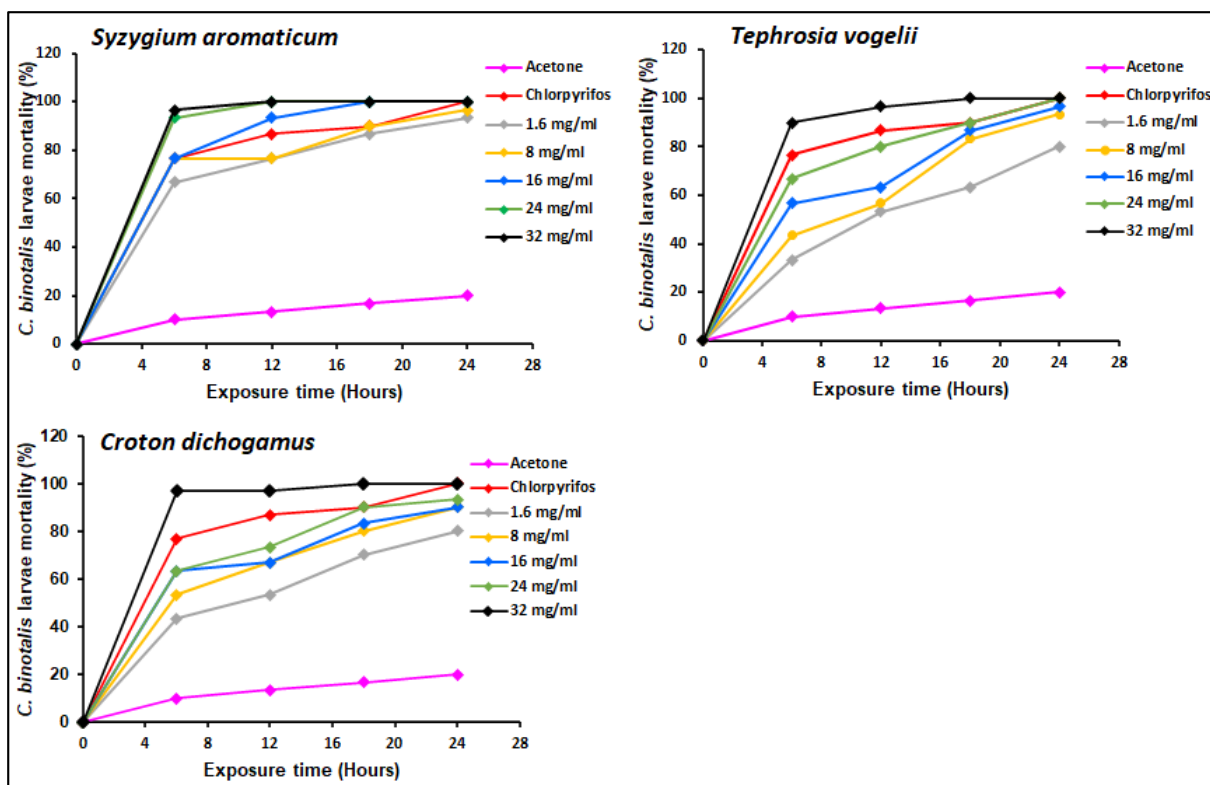 Syzygium aromaticum
C. binotalis larvae mortality (%)
120
100
80
60
40
20
0
0 4 8 12 16 20 24 28
Exposure time (Hours)
Acetone
Chlorpyrifos
1.6 mg/ml
8 mg/ml
16 mg/ml
24 mg/ml
32 mg/ml
Tephrosia vogelii
C. binotalis larave mortality (%)
120
100
80
60
40
20
0
0 4 8 12 16 20 24 28
Exposure time (Hours)
Acetone
Chlorpyrifos
1.6 mg/ml
8 mg/ml
16 mg/ml
24 mg/ml
32 mg/ml
Croton dichogamus
C. binotalis larvae mortality (%)
120
100
80
60
40
20
0
0 4 8 12 16 20 24 28
Exposure time (Hours)
Acetone
Chlorpyrifos
1.6 mg/ml
8 mg/ml
16 mg/ml
24 mg/ml
32 mg/ml